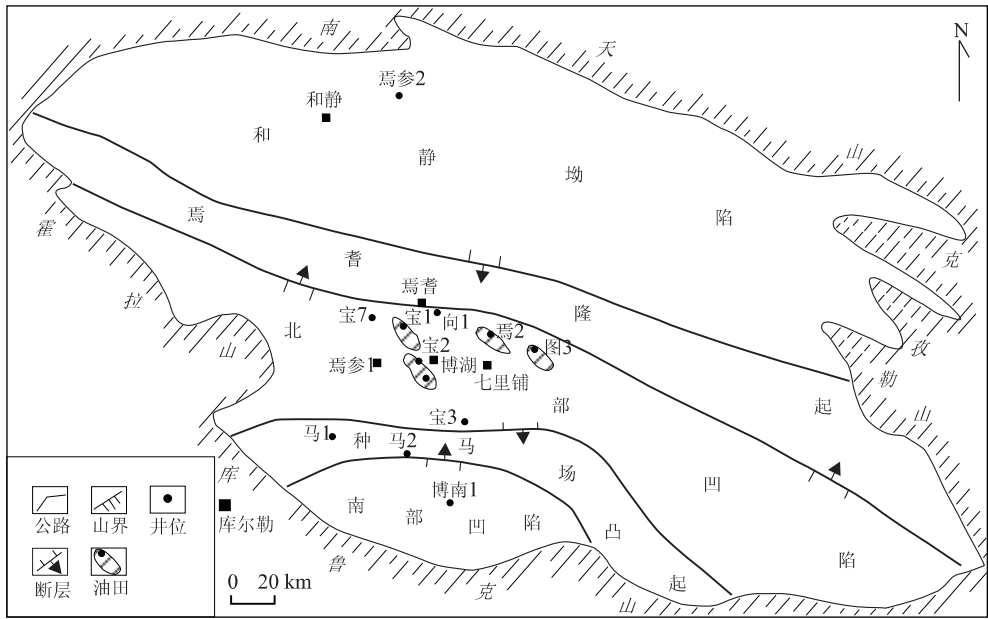 南
天
N
焉参2
和静
和
静
坳
陷
山
克
孜
勒
山
霍
拉
山
焉
耆
隆
起
焉耆
宝7
宝1
向1
焉2
图3
宝2
博湖
焉参1
七里铺
北
部
凹
陷
宝3
马1
种
马2
马
场
凸
起
博南1
南
部
凹
陷
库
鲁
克
山
库尔勒
公路
山界
井位
断层
油田
0 20 km